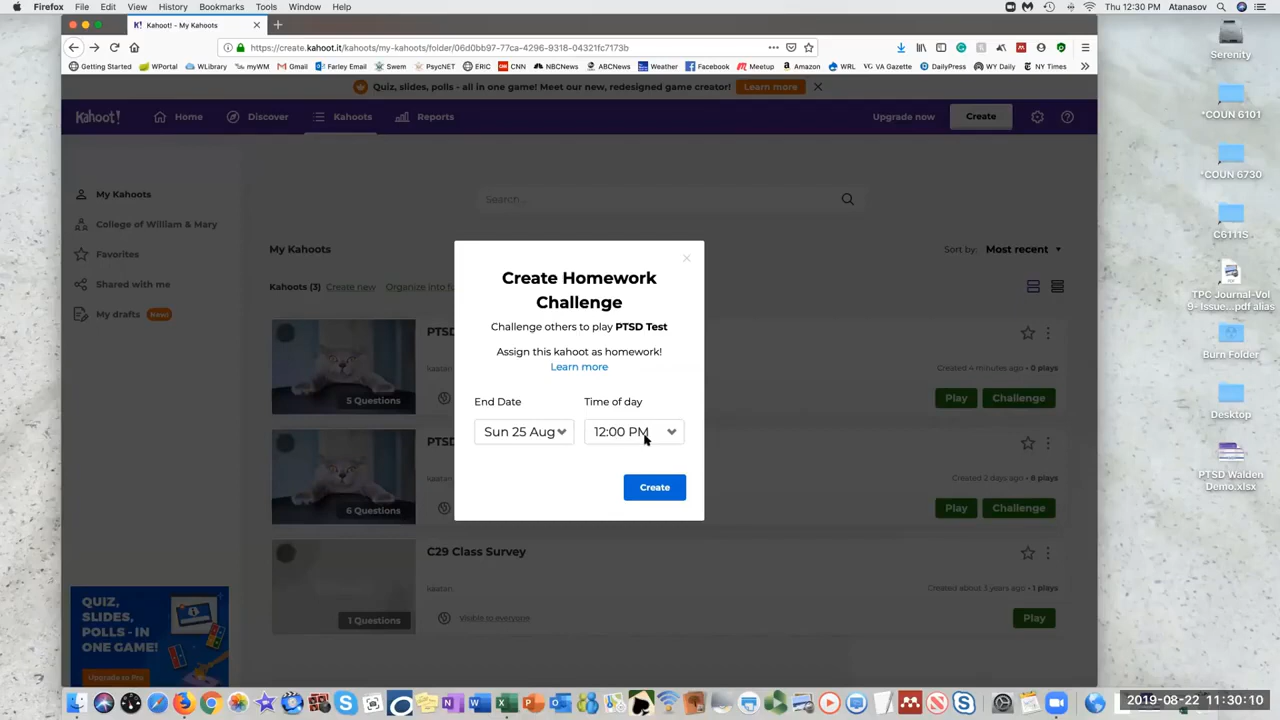 Firefox File Edit View History Bookmarks Tools Window Help
Thu 12:30 PM Atanasov
K! Kahoot! - My Kahoots
https://create.kahoot.it/kahoots/my-kahoots/folder/06d0bb97-77ca-4296-9318-04321fc7173b
Getting Started WPortal WLibrary myWM Gmail Farley Email Swem PsycNET ERIC CNN NBCNews ABCNews Weather Facebook Meetup Amazon WRL VA Gazette DailyPress WY Daily NY Times
Quiz, slides, polls - all in one game! Meet our new, redesigned game creator! Learn more
Kahoot! Home Discover Kahoots Reports Upgrade now Create
My Kahoots
College of William & Mary
Favorites
Shared with me
My drafts New!
Search...
My Kahoots
Sort by: Most recent
Kahoots (3) Create new Organize into fo
PTSD
Created 4 minutes ago • 0 plays
5 Questions
Play Challenge
PTSD
Created 2 days ago • 6 plays
6 Questions
Play Challenge
C29 Class Survey
kaatan
Created about 3 years ago • 1 plays
1 Questions
Visible to everyone
Play
Create Homework
Challenge
Challenge others to play PTSD Test
Assign this kahoot as homework!
Learn more
End Date Time of day
Sun 25 Aug 12:00 PM
Create
QUIZ,
SLIDES,
POLLS - IN
ONE GAME!
Upgrade to Pro
Serenity
*COUN 6101
*COUN 6730
C6111S
TPC Journal-Vol
9- Issue...pdf alias
Burn Folder
Desktop
PTSD Walden
Demo.xlsx
2019-08-22 11:30:10